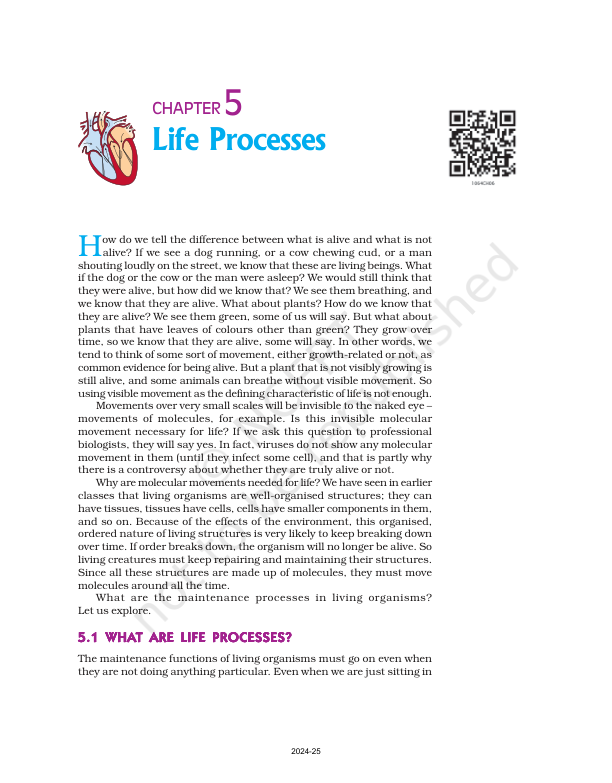 CHAPTER 5
Life Processes
1064CH06
How do we tell the difference between what is alive and what is not
alive? If we see a dog running, or a cow chewing cud, or a man
shouting loudly on the street, we know that these are living beings. What
if the dog or the cow or the man were asleep? We would still think that
they were alive, but how did we know that? We see them breathing, and
we know that they are alive. What about plants? How do we know that
they are alive? We see them green, some of us will say. But what about
plants that have leaves of colours other than green? They grow over
time, so we know that they are alive, some will say. In other words, we
tend to think of some sort of movement, either growth-related or not, as
common evidence for being alive. But a plant that is not visibly growing is
still alive, and some animals can breathe without visible movement. So
using visible movement as the defining characteristic of life is not enough.
Movements over very small scales will be invisible to the naked eye –
movements of molecules, for example. Is this invisible molecular
movement necessary for life? If we ask this question to professional
biologists, they will say yes. In fact, viruses do not show any molecular
movement in them (until they infect some cell), and that is partly why
there is a controversy about whether they are truly alive or not.
Why are molecular movements needed for life? We have seen in earlier
classes that living organisms are well-organised structures; they can
have tissues, tissues have cells, cells have smaller components in them,
and so on. Because of the effects of the environment, this organised,
ordered nature of living structures is very likely to keep breaking down
over time. If order breaks down, the organism will no longer be alive. So
living creatures must keep repairing and maintaining their structures.
Since all these structures are made up of molecules, they must move
molecules around all the time.
What are the maintenance processes in living organisms?
Let us explore.
5.1 WHAT ARE LIFE PROCESSES?
The maintenance functions of living organisms must go on even when
they are not doing anything particular. Even when we are just sitting in
not to be republished
2024-25